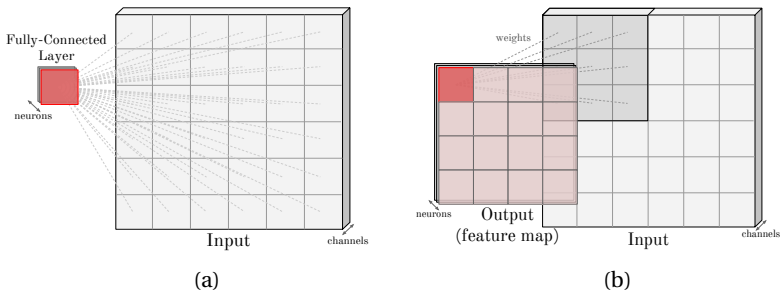 Fully-Connected
Layer
neurons
Input
channels
(a)
weights
neurons
Output
(feature map)
Input
channels
(b)